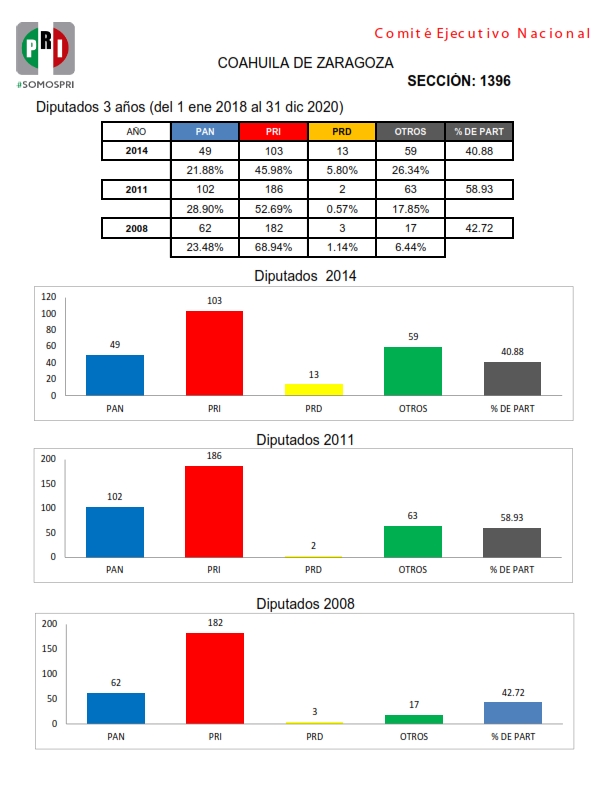 Comité Ejecutivo Nacional
PRI
#SOMOSPRI
COAHUILA DE ZARAGOZA
SECCIÓN: 1396
Diputados 3 años (del 1 ene 2018 al 31 dic 2020)
AÑO PAN PRI PRD OTROS % DE PART
2014 49 103 13 59 40.88
21.88% 45.98% 5.80% 26.34%
2011 102 186 2 63 58.93
28.90% 52.69% 0.57% 17.85%
2008 62 182 3 17 42.72
23.48% 68.94% 1.14% 6.44%
Diputados 2014
120
100
80
60
40
20
0
49 103 13 59 40.88
PAN PRI PRD OTROS % DE PART
Diputados 2011
200
150
100
50
0
102 186 2 63 58.93
PAN PRI PRD OTROS % DE PART
Diputados 2008
200
150
100
50
0
62 182 3 17 42.72
PAN PRI PRD OTROS % DE PART